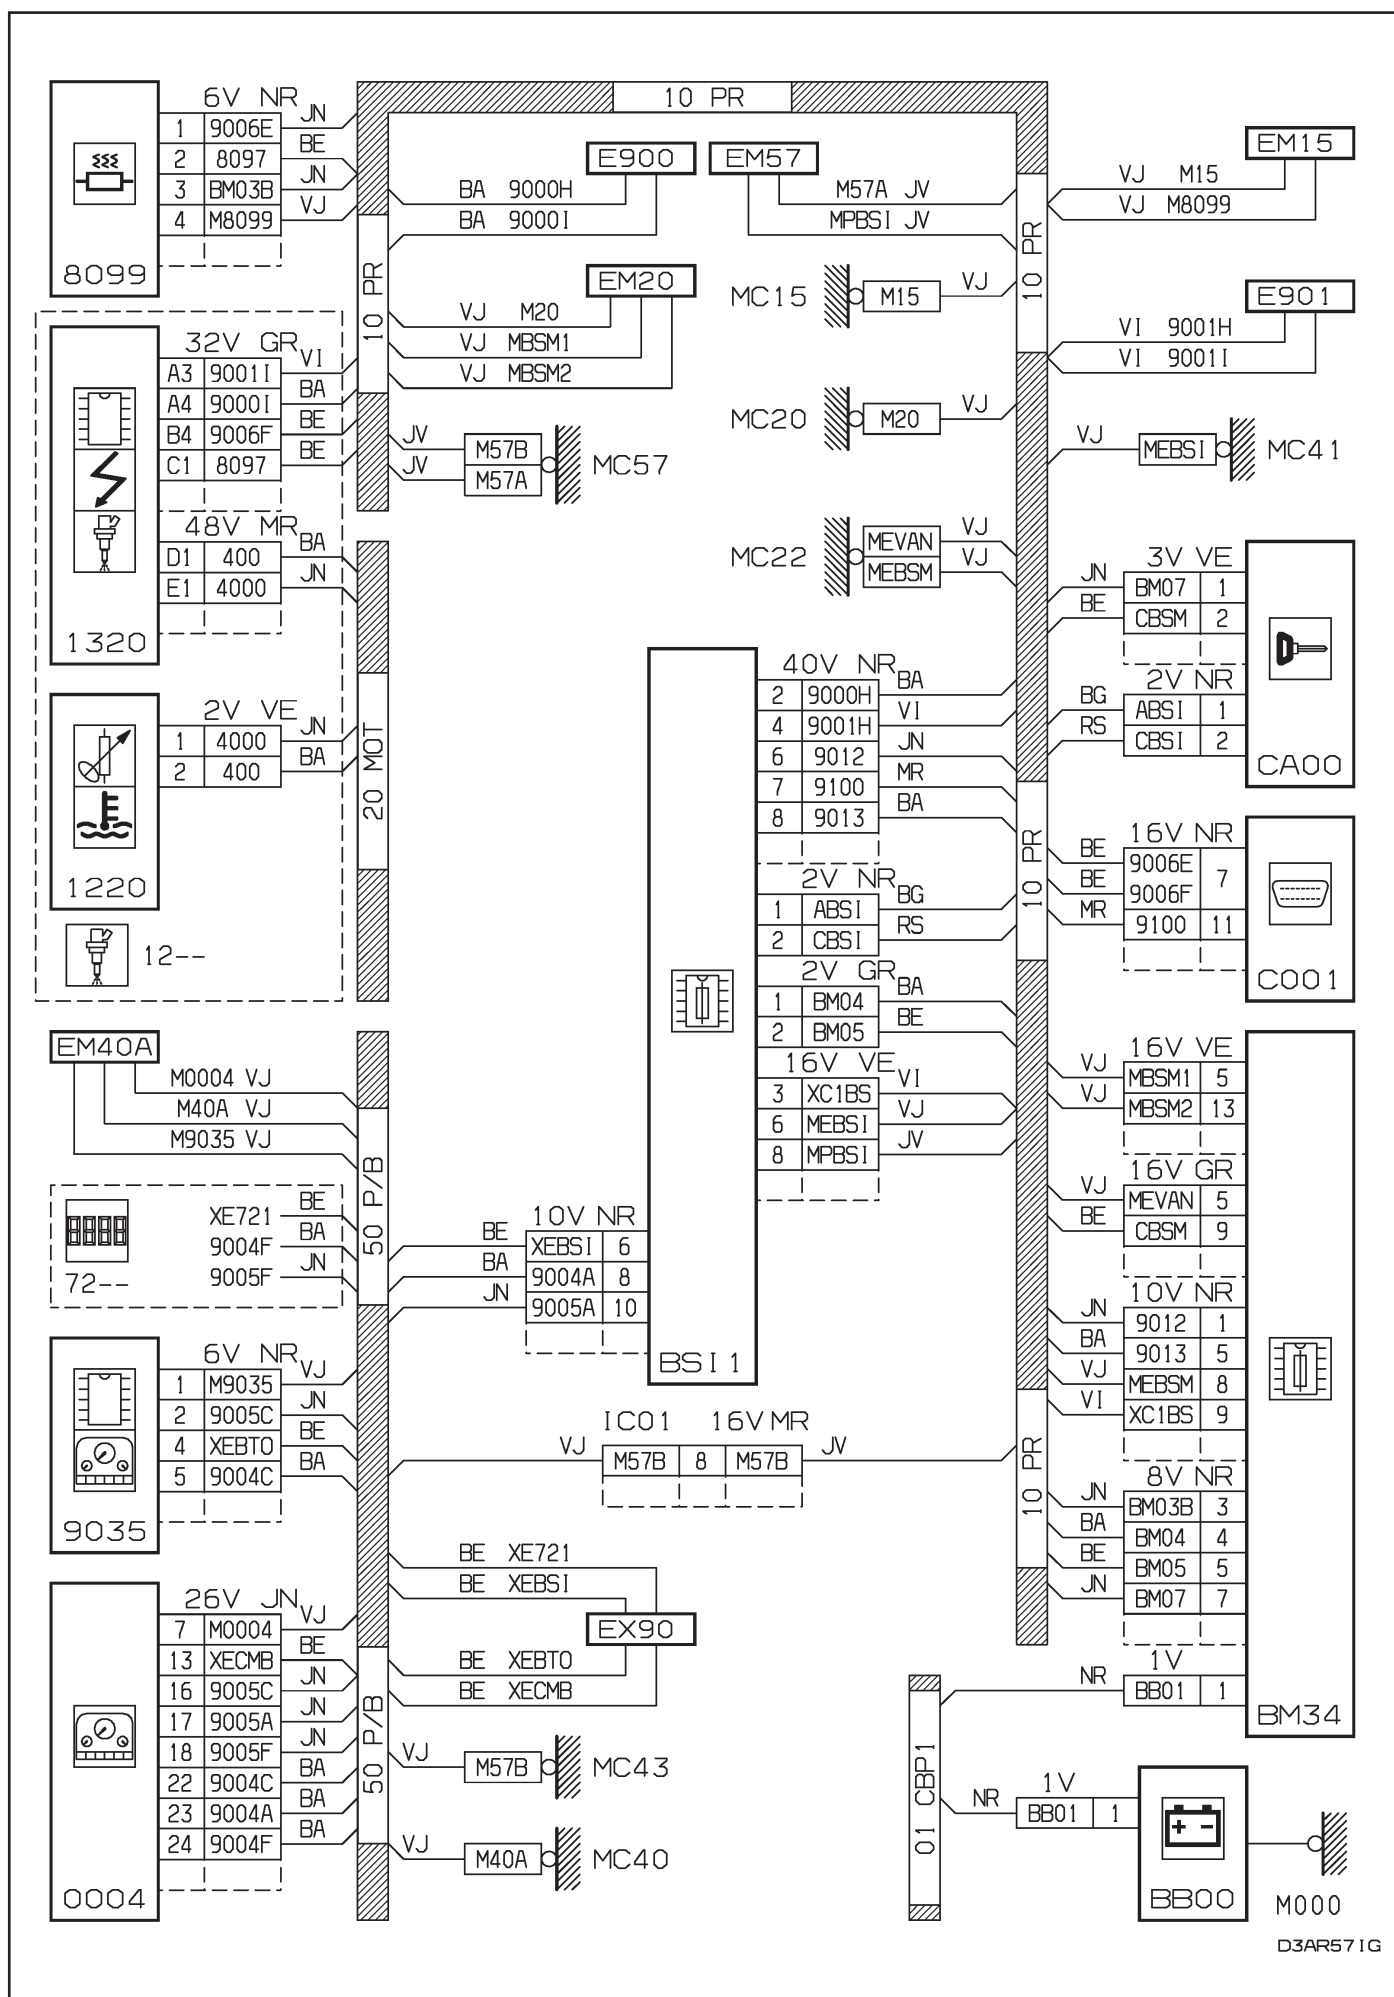 10 PR
6V NR
1 9006E JN
2 8097 BE
3 BM03B JN
4 M8099 VJ
8099
10 PR
32V GR
A3 9001I VI
A4 9000I BA
B4 9006F BE
C1 8097 BE
48V MR
D1 400 BA
E1 4000 JN
1320
2V VE
1 4000 JN
2 400 BA
1220
12--
20 MOT
EM40A
M0004 VJ
M40A VJ
M9035 VJ
XE721 BE
9004F BA
9005F JN
72--
50 P/B
6V NR
1 M9035 VJ
2 9005C JN
4 XEBTO BE
5 9004C BA
9035
26V JN
7 M0004 VJ
13 XECMB BE
16 9005C JN
17 9005A JN
18 9005F JN
22 9004C BA
23 9004A BA
24 9004F BA
0004
50 P/B
E900
BA 9000H
BA 9000I
EM20
VJ M20
VJ MBSM1
VJ MBSM2
JV M57B
JV M57A
MC57
EM57
M57A JV
MPBSI JV
MC15 M15 VJ
MC20 M20 VJ
MC22 MEVAN VJ
MEBSM VJ
40V NR
2 9000H BA
4 9001H VI
6 9012 JN
7 9100 MR
8 9013 BA
2V NR
1 ABSI BG
2 CBSI RS
2V GR
1 BM04 BA
2 BM05 BE
16V VE
3 XC1BS VI
6 MEBSI VJ
8 MPBSI JV
10V NR
BE XEBSI 6
BA 9004A 8
JN 9005A 10
BSI1
IC01 16V MR
VJ M57B 8 M57B JV
BE XE721
BE XEBSI
EX90
BE XEBTO
BE XECMB
VJ M57B MC43
VJ M40A MC40
10 PR
EM15
VJ M15
VJ M8099
E901
VI 9001H
VI 9001I
VJ MEBSI MC41
3V VE
JN BM07 1
BE CBSM 2
2V NR
BG ABSI 1
RS CBSI 2
CA00
10 PR
16V NR
BE 9006E
BE 9006F 7
MR 9100 11
C001
16V VE
VJ MBSM1 5
VJ MBSM2 13
16V GR
VJ MEVAN 5
BE CBSM 9
10V NR
JN 9012 1
BA 9013 5
VJ MEBSM 8
VI XC1BS 9
10 PR
8V NR
JN BM03B 3
BA BM04 4
BE BM05 5
JN BM07 7
1V
NR BB01 1
BM34
01 CBP1
1V
NR BB01 1
BB00
M000
D3AR57IG